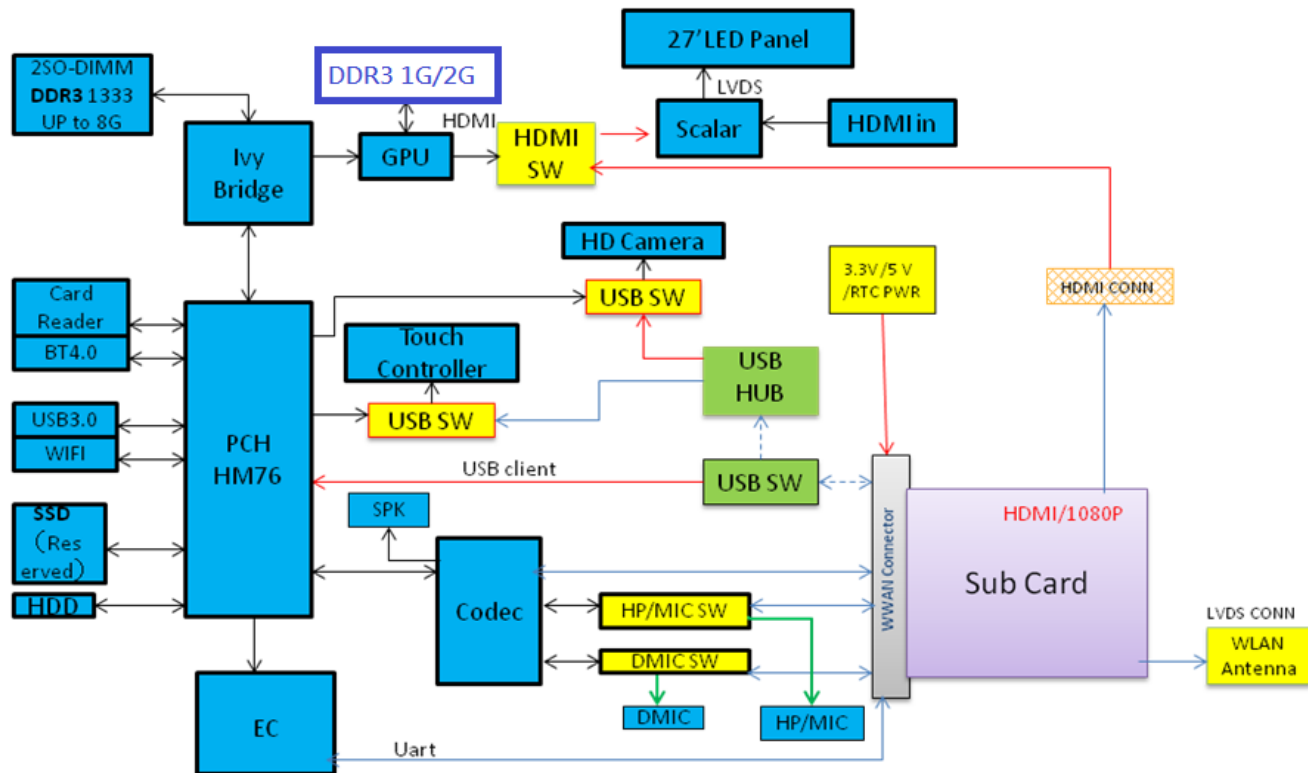 27'LED Panel
2SO-DIMM
DDR3 1333
UP to 8G
DDR3 1G/2G
LVDS
HDMI
Scalar
HDMI in
Ivy
Bridge
GPU
HDMI
SW
HD Camera
3.3V/5 V
/RTC PWR
HDMI CONN
Card
Reader
BT4.0
USB SW
Touch
Controller
USB
HUB
USB3.0
WIFI
USB SW
PCH
HM76
USB client
USB SW
SSD
（Res
erved）
SPK
HDMI/1080P
WWAN Connector
Sub Card
HDD
Codec
HP/MIC SW
DMIC SW
LVDS CONN
WLAN
Antenna
EC
DMIC
HP/MIC
Uart